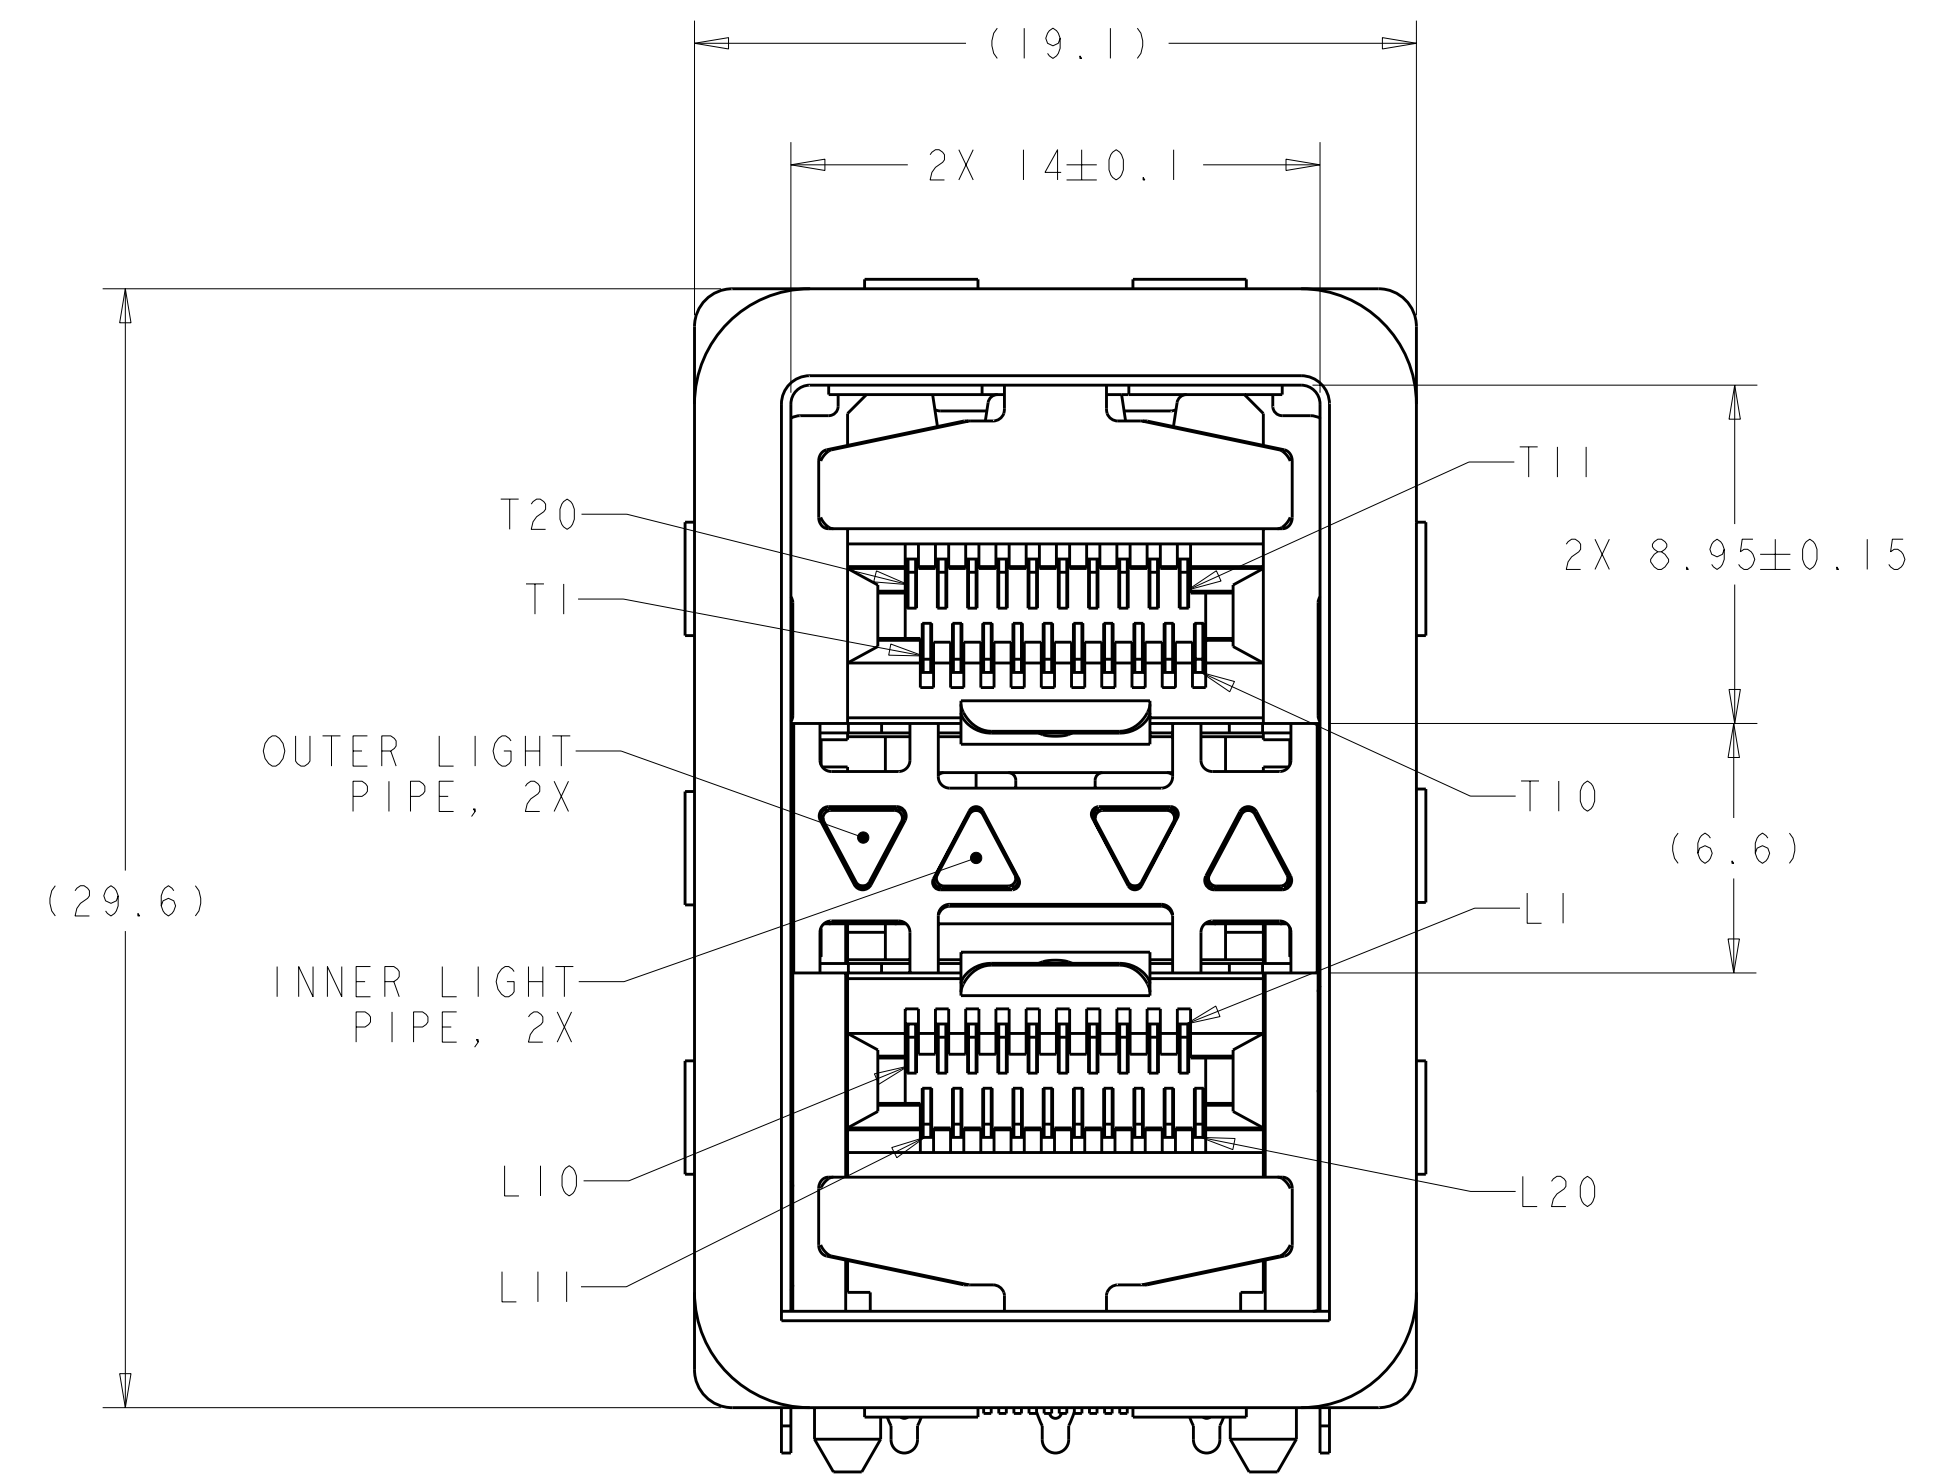 (19.1)
2X 14±0.1
T11
T20
2X 8.95±0.15
T1
OUTER LIGHT
PIPE, 2X
T10
(6.6)
(29.6)
L1
INNER LIGHT
PIPE, 2X
L10
L20
L11